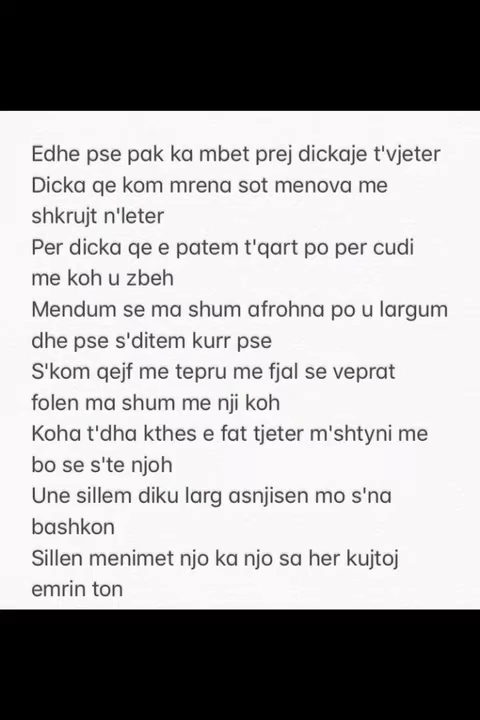 Edhe pse pak ka mbet prej dickaje t'vjeter
Dicka qe kom mrena sot menova me
shkrujt n'leter
Per dicka qe e patem t'qart po per cudi
me koh u zbeh
Mendum se ma shum afrohna po u largum
dhe pse s'ditem kurr pse
S'kom qejf me tepru me fjal se veprat
folen ma shum me nji koh
Koha t'dha kthes e fat tjeter m'shtyni me
bo se s'te njoh
Une sillem diku larg asnjisen mo s'na
bashkon
Sillen menimet njo ka njo sa her kujtoj
emrin ton